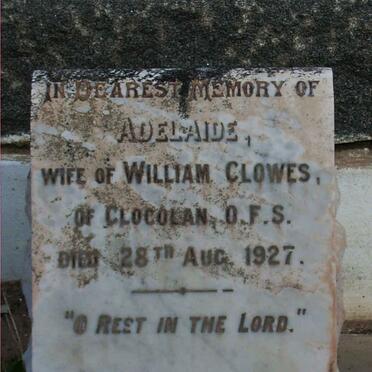 IN DEAREST MEMORY OF
ADELAIDE,
WIFE OF WILLIAM CLOWES,
OF CLOCOLAN. O.F.S.
DIED 28TH AUG. 1927.
"O REST IN THE LORD."